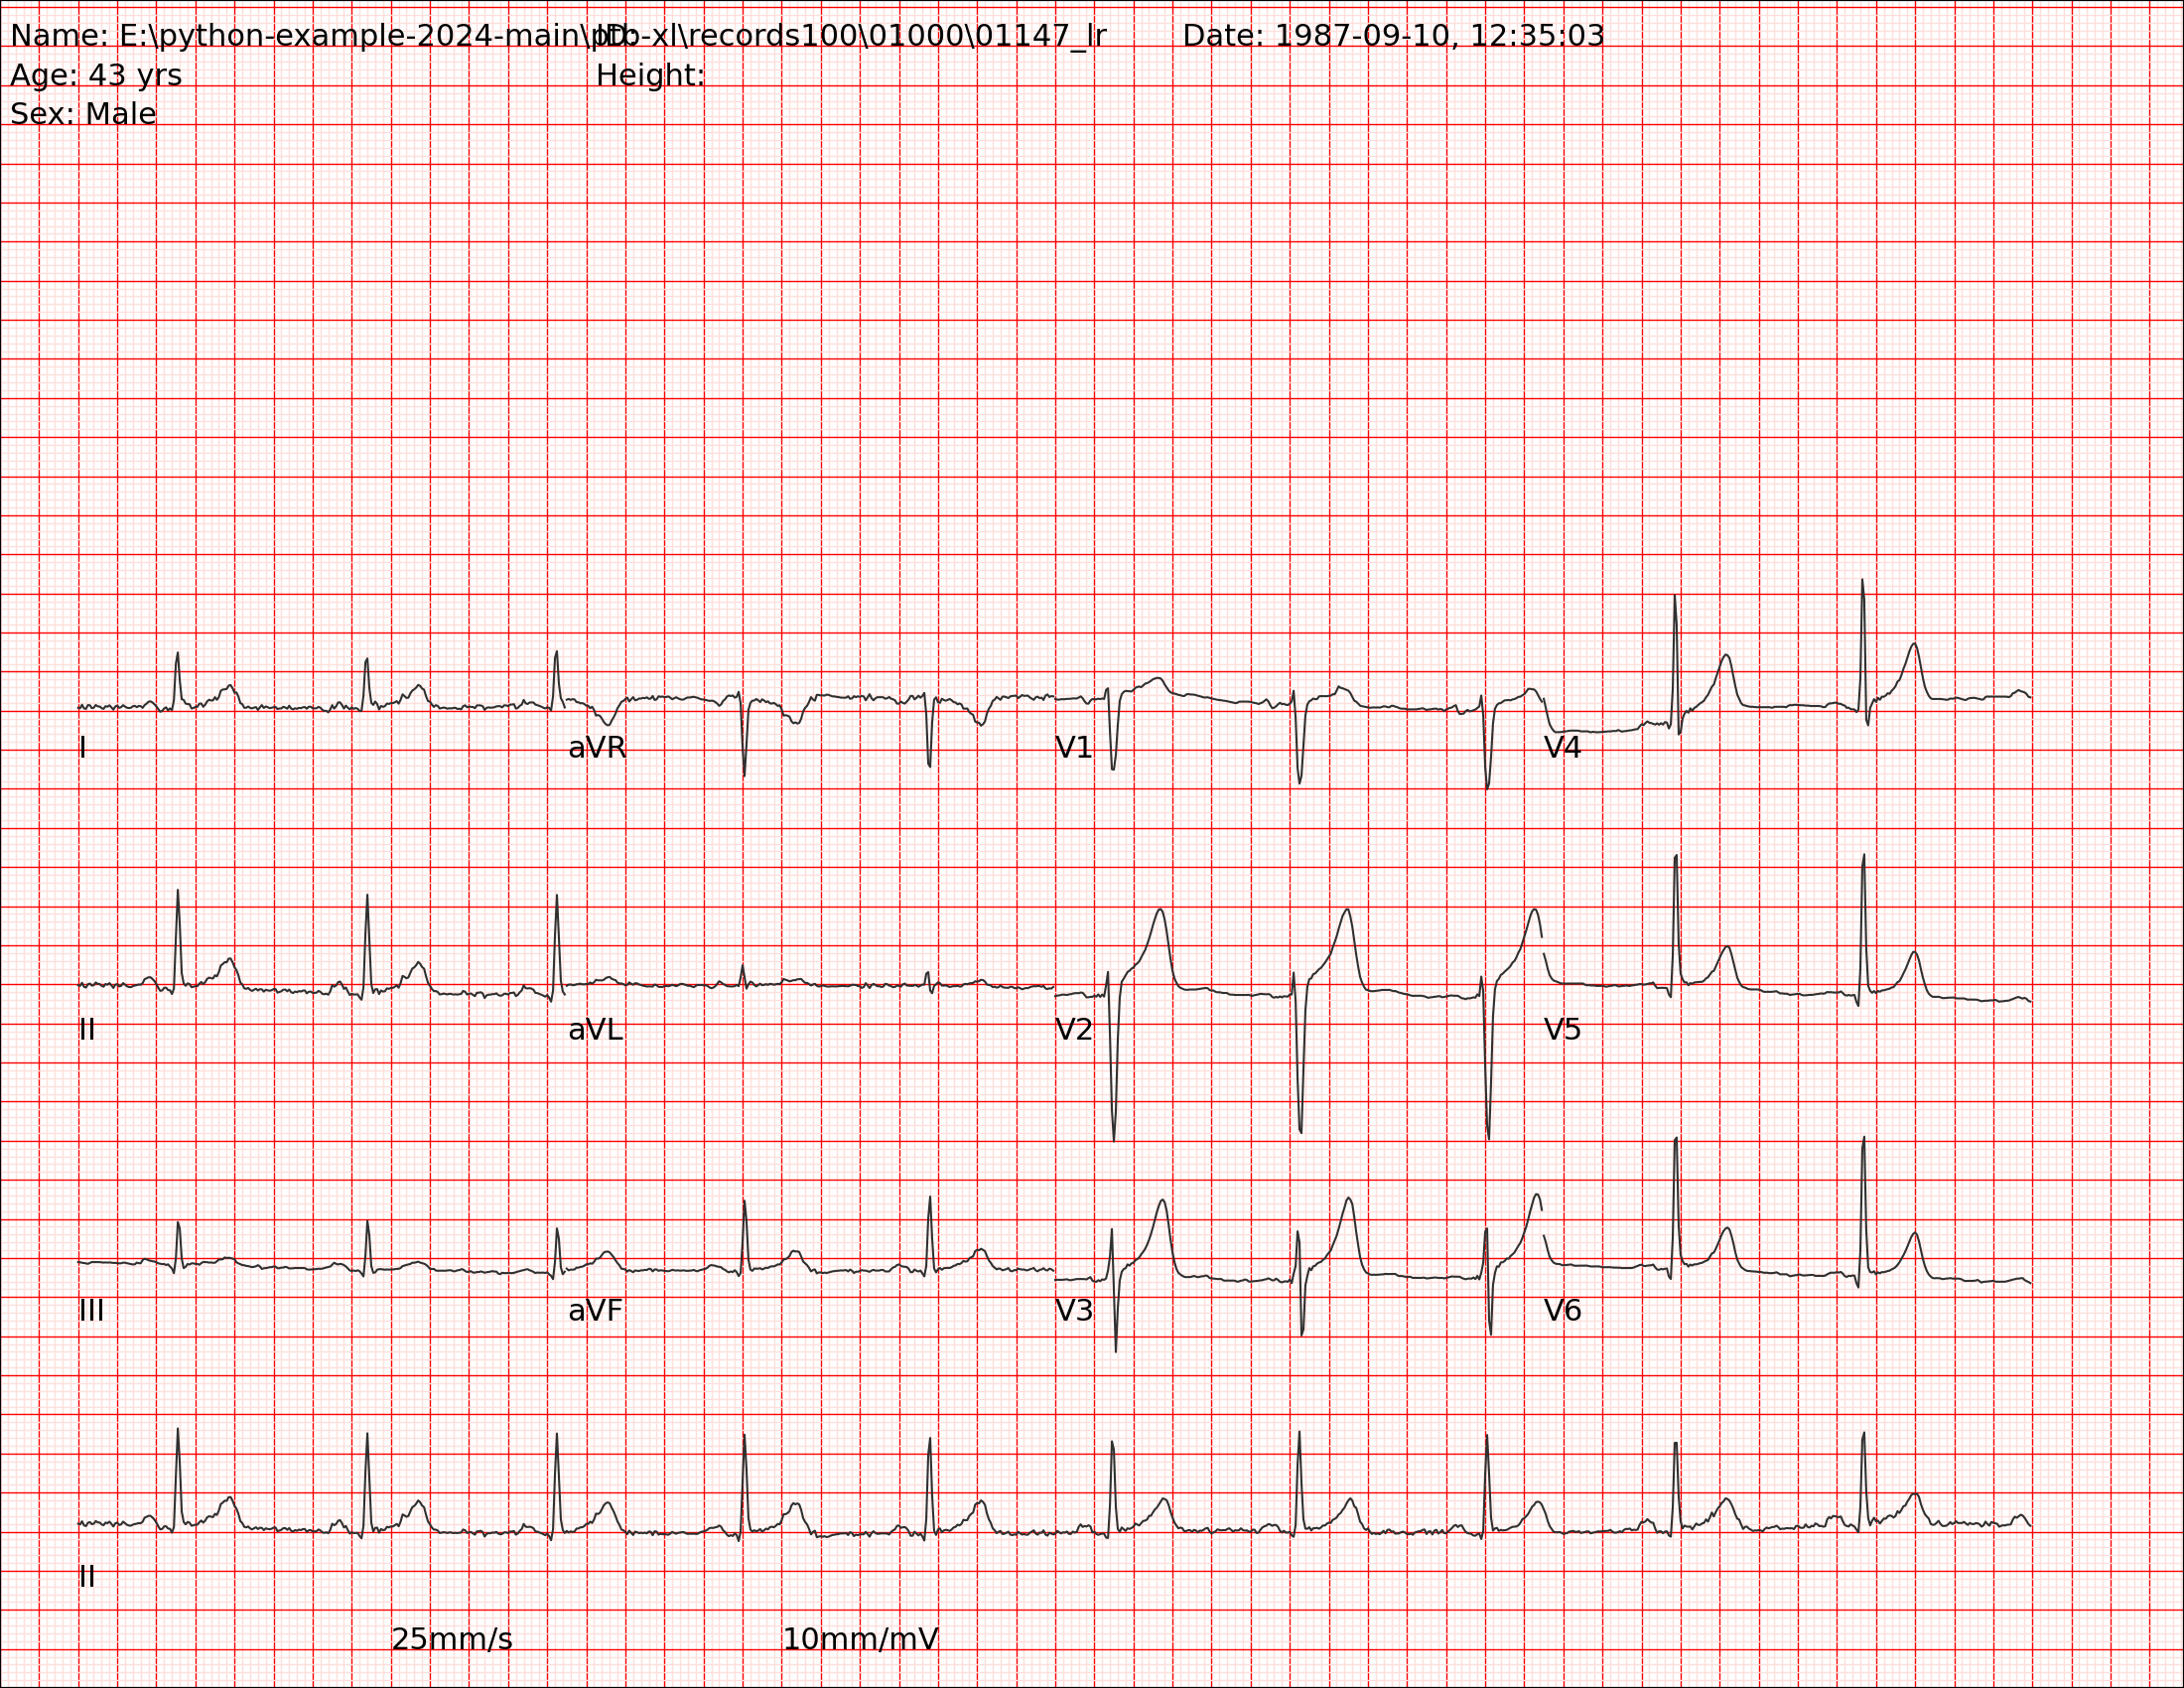 Name: E:\python-example-2024-main\ptb-xl\records100\01000\01147_lr ID: Date: 1987-09-10, 12:35:03
Age: 43 yrs Height:
Sex: Male
I aVR V1 V4
II aVL V2 V5
III aVF V3 V6
II
25mm/s 10mm/mV